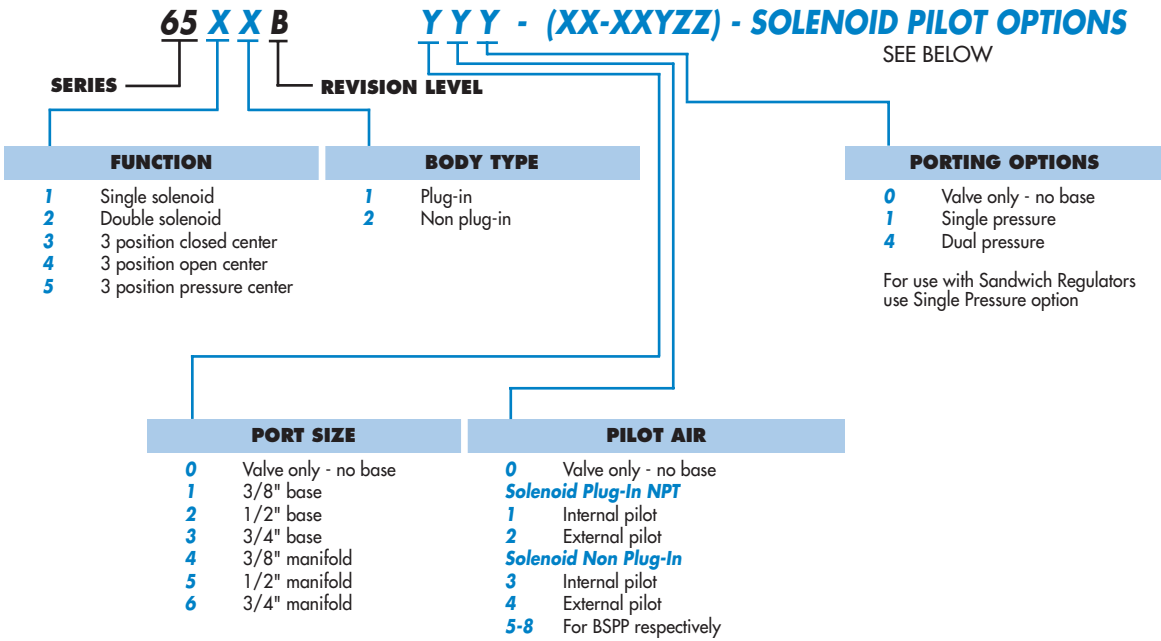 65 X X B Y Y Y - (XX-XXYZZ) - SOLENOID PILOT OPTIONS
SEE BELOW
SERIES
REVISION LEVEL
FUNCTION
1 Single solenoid
2 Double solenoid
3 3 position closed center
4 3 position open center
5 3 position pressure center
BODY TYPE
1 Plug-in
2 Non plug-in
PORTING OPTIONS
0 Valve only - no base
1 Single pressure
4 Dual pressure
For use with Sandwich Regulators
use Single Pressure option
PORT SIZE
0 Valve only - no base
1 3/8" base
2 1/2" base
3 3/4" base
4 3/8" manifold
5 1/2" manifold
6 3/4" manifold
PILOT AIR
0 Valve only - no base
Solenoid Plug-In NPT
1 Internal pilot
2 External pilot
Solenoid Non Plug-In
3 Internal pilot
4 External pilot
5-8 For BSPP respectively